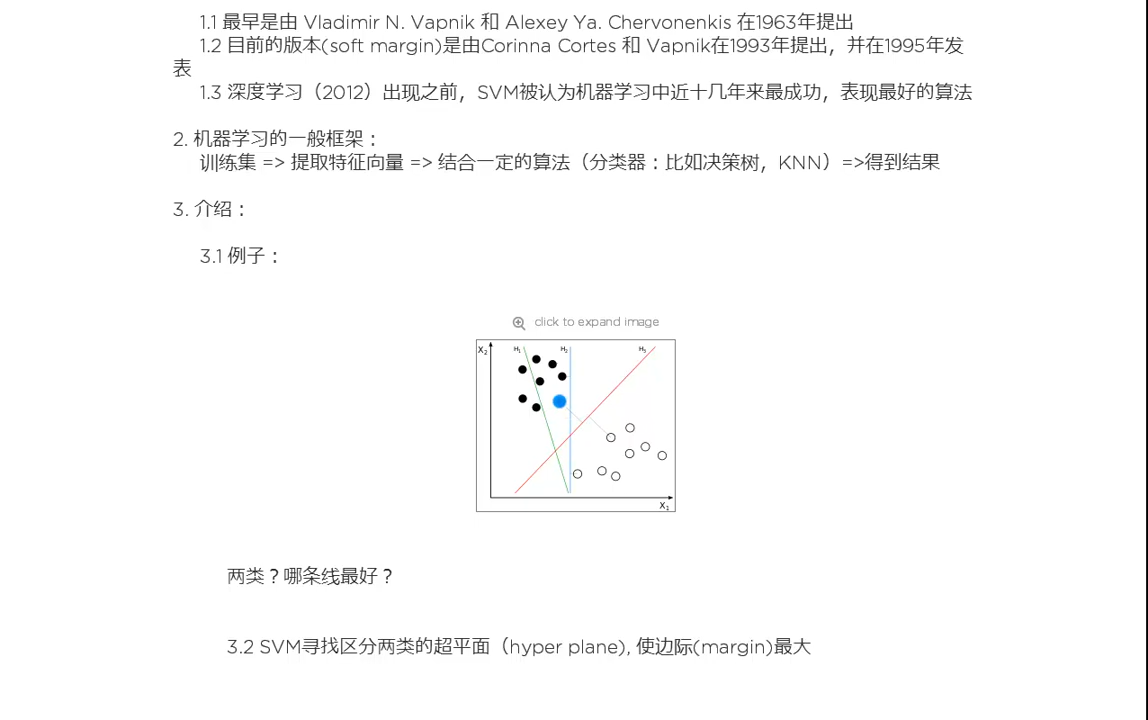 1.1 最早是由 Vladimir N. Vapnik 和 Alexey Ya. Chervonenkis 在1963年提出
1.2 目前的版本(soft margin)是由Corinna Cortes 和 Vapnik在1993年提出，并在1995年发
表
1.3 深度学习（2012）出现之前，SVM被认为机器学习中近十几年来最成功，表现最好的算法
2. 机器学习的一般框架：
训练集 => 提取特征向量 => 结合一定的算法（分类器：比如决策树，KNN）=>得到结果
3. 介绍：
3.1 例子：
click to expand image
X₂ H₁ H₂ H₃
X₁
两类？哪条线最好？
3.2 SVM寻找区分两类的超平面（hyper plane), 使边际(margin)最大